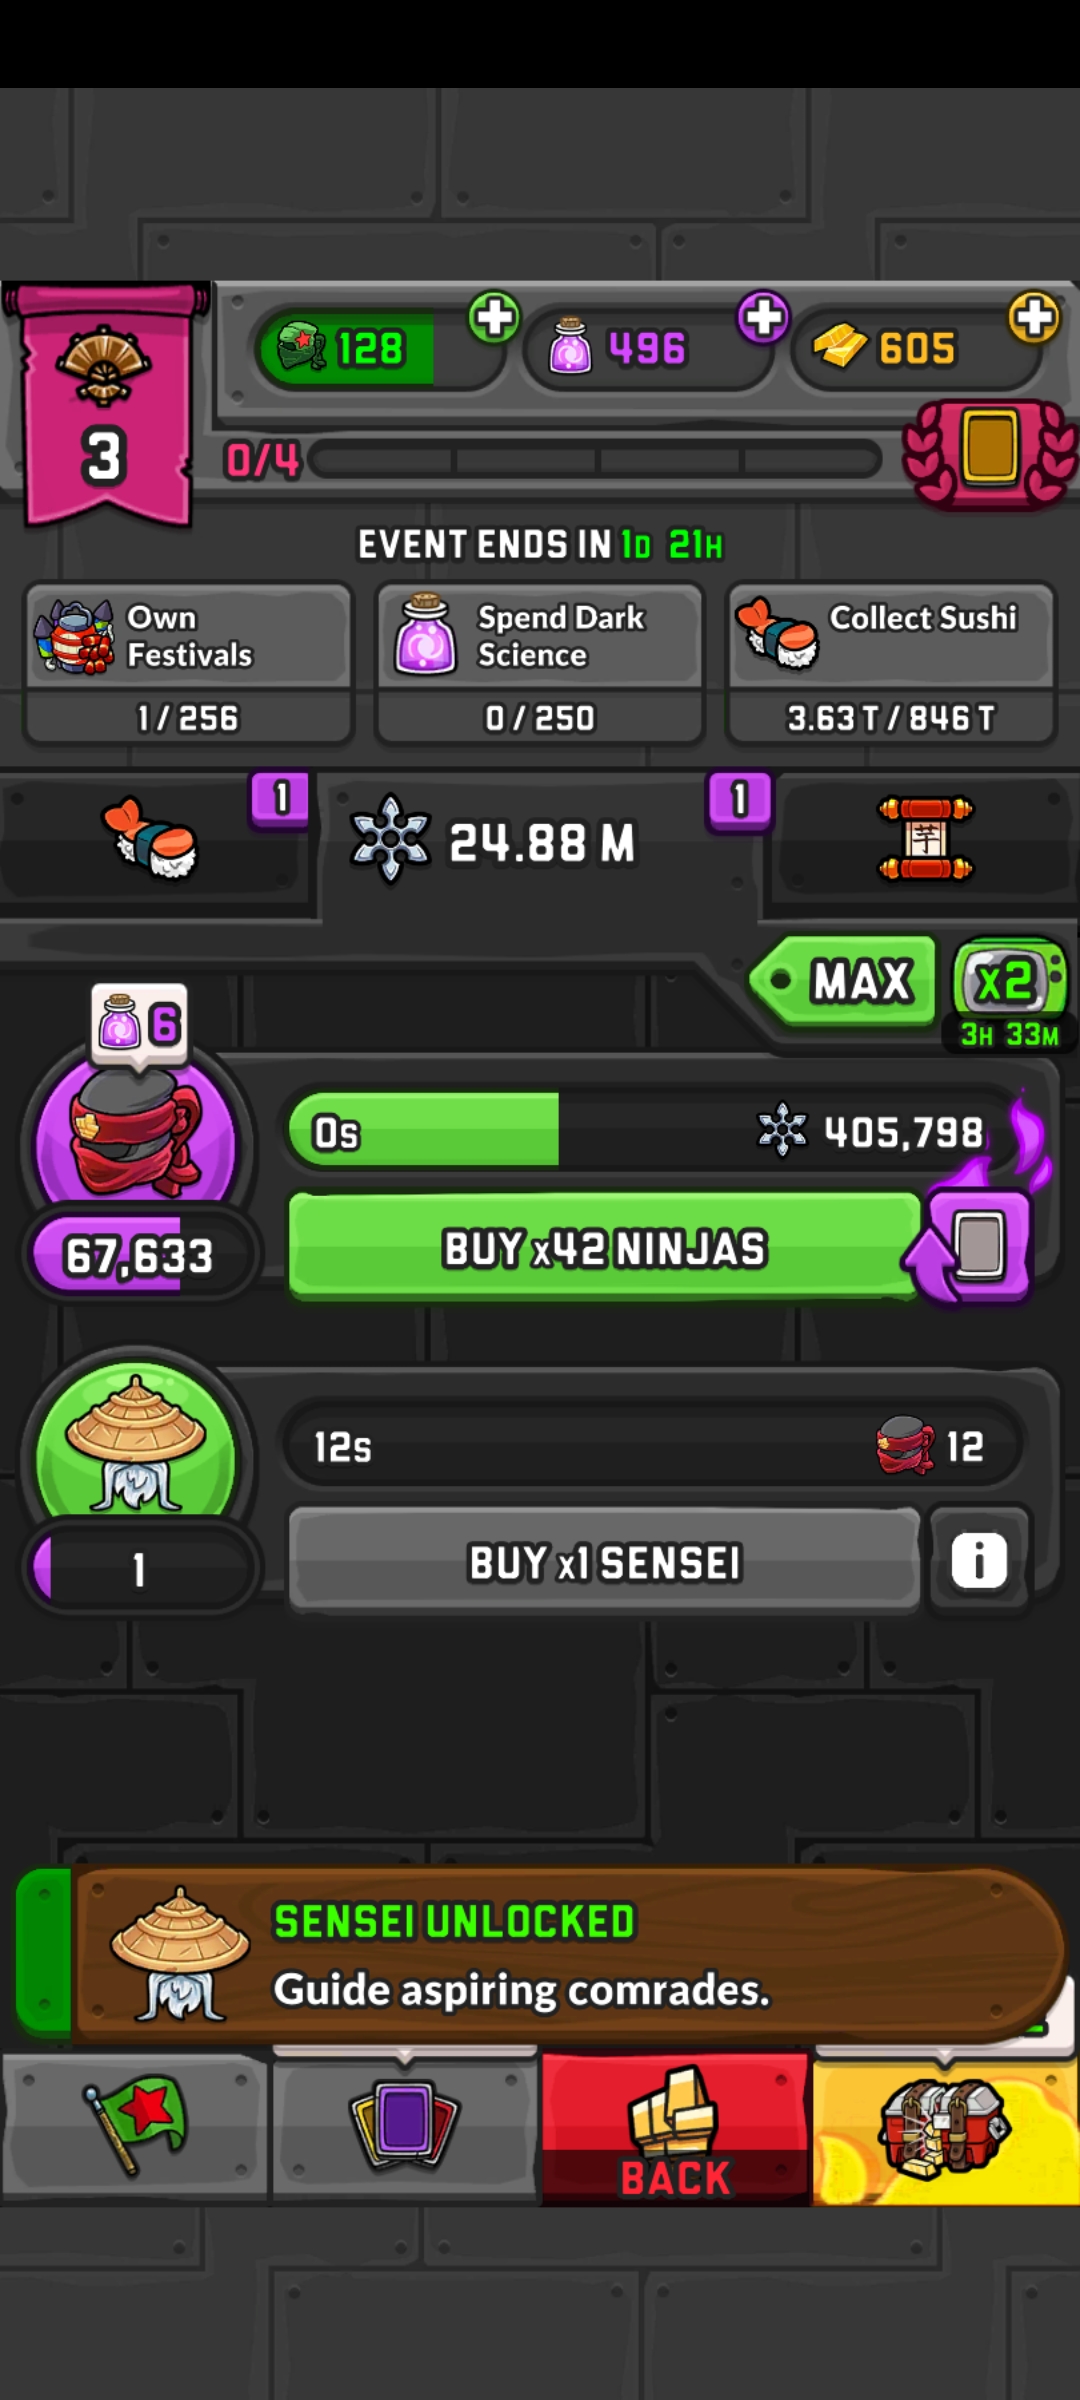 128
496
605
3
0/4
EVENT ENDS IN 1D 21H
Own
Festivals
1 / 256
Spend Dark
Science
0 / 250
Collect Sushi
3.63 T / 846 T
1
24.88 M
1
芋
MAX
x2
3H 33M
6
0s
405,798
67,633
BUY x42 NINJAS
12s
12
1
BUY x1 SENSEI
i
SENSEI UNLOCKED
Guide aspiring comrades.
BACK